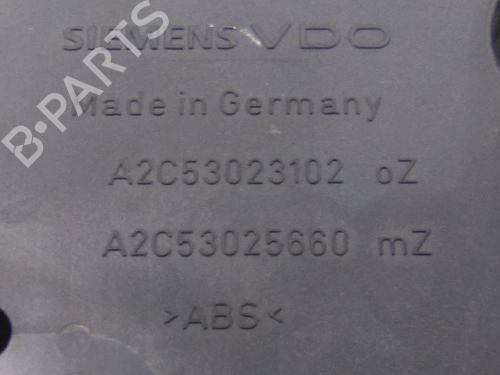 SIEMENS VDO
Made in Germany
A2C53023102 oZ
A2C53025660 mZ
>ABS<
B-PARTS